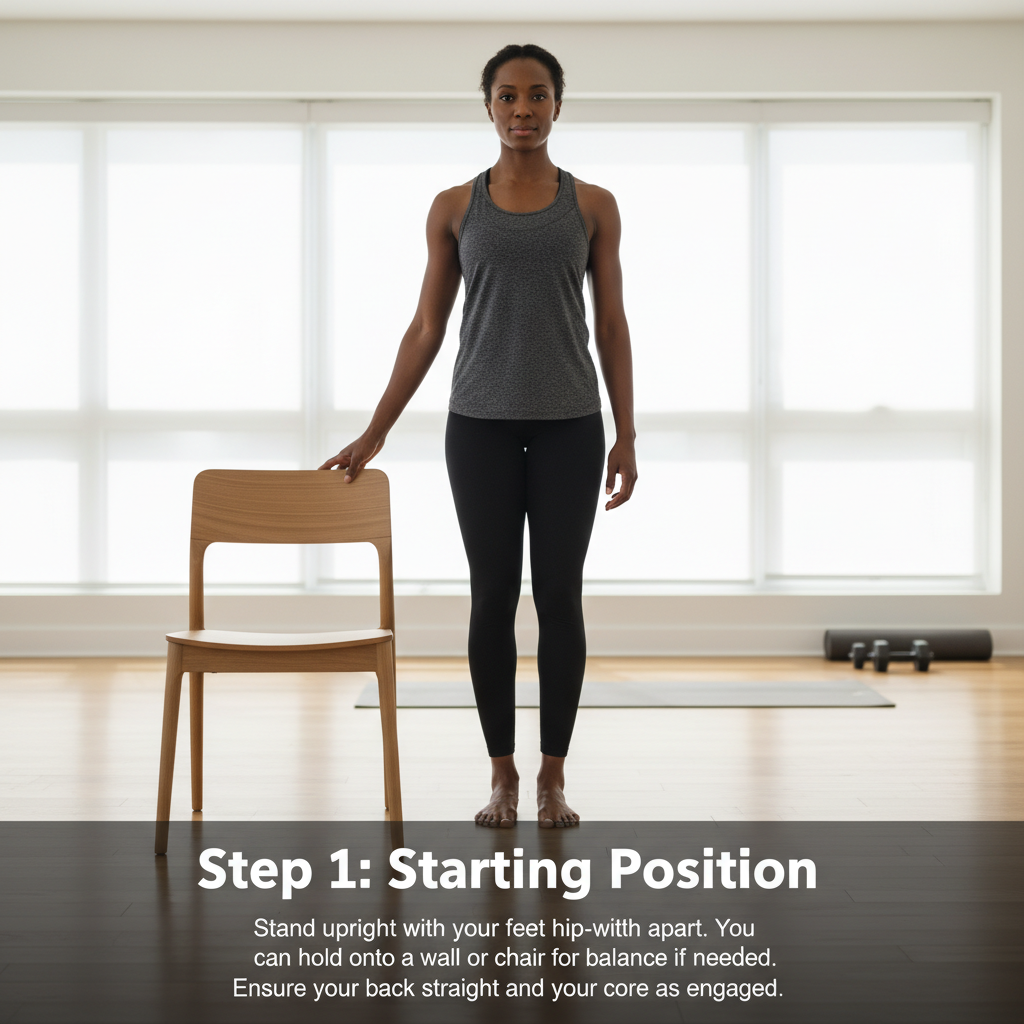 Step 1: Starting Position
Stand upright with your feet hip-witth apart. You
can hold onto a wall or chair for balance if needed.
Ensure your back straight and your core as engaged.